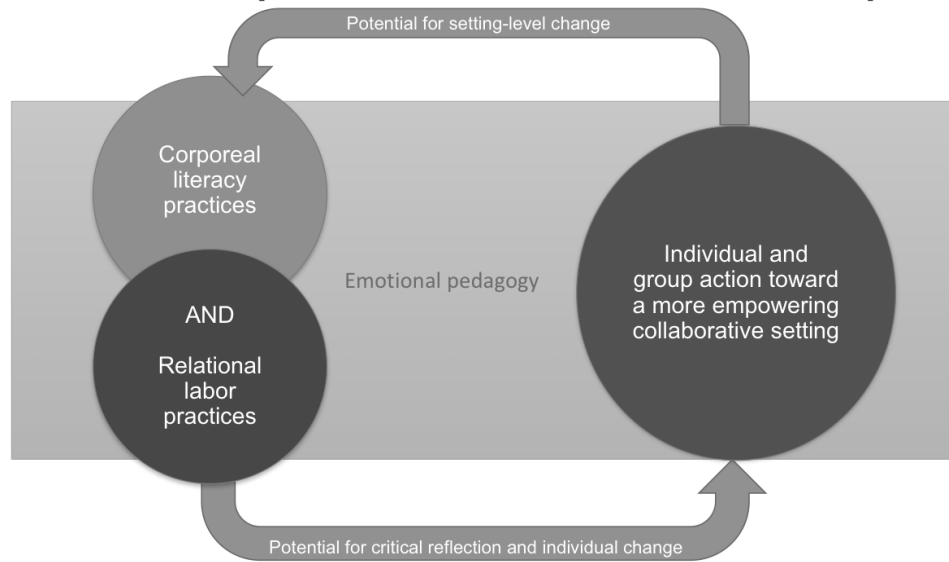 Potential for setting-level change
Corporeal
literacy
practices
AND
Relational
labor
practices
Emotional pedagogy
Individual and
group action toward
a more empowering
collaborative setting
Potential for critical reflection and individual change